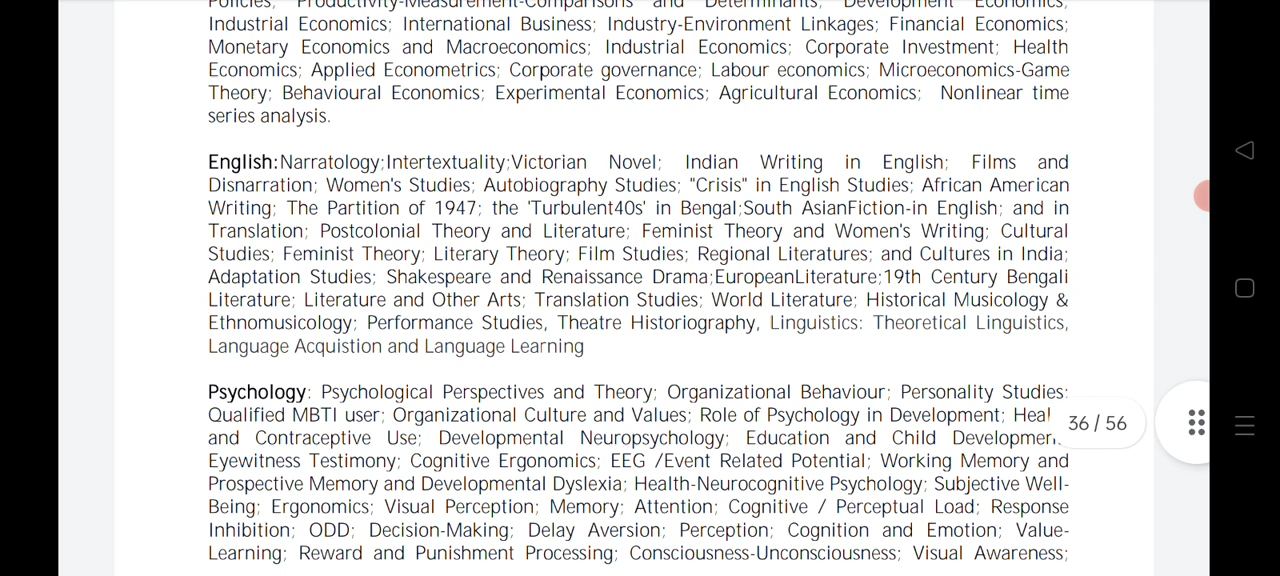 Policies; Productivity-Measurement-Comparisons and Determinants; Development Economics;
Industrial Economics; International Business; Industry-Environment Linkages; Financial Economics;
Monetary Economics and Macroeconomics; Industrial Economics; Corporate Investment; Health
Economics; Applied Econometrics; Corporate governance; Labour economics; Microeconomics-Game
Theory; Behavioural Economics; Experimental Economics; Agricultural Economics; Nonlinear time
series analysis.
English:Narratology;Intertextuality;Victorian Novel; Indian Writing in English; Films and
Disnarration; Women's Studies; Autobiography Studies; "Crisis" in English Studies; African American
Writing; The Partition of 1947; the 'Turbulent40s' in Bengal;South AsianFiction-in English; and in
Translation; Postcolonial Theory and Literature; Feminist Theory and Women's Writing; Cultural
Studies; Feminist Theory; Literary Theory; Film Studies; Regional Literatures; and Cultures in India;
Adaptation Studies; Shakespeare and Renaissance Drama;EuropeanLiterature;19th Century Bengali
Literature; Literature and Other Arts; Translation Studies; World Literature; Historical Musicology &
Ethnomusicology; Performance Studies, Theatre Historiography, Linguistics: Theoretical Linguistics,
Language Acquistion and Language Learning
Psychology: Psychological Perspectives and Theory; Organizational Behaviour; Personality Studies:
Qualified MBTI user; Organizational Culture and Values; Role of Psychology in Development;
and Contraceptive Use; Developmental Neuropsychology; Education and Child
36 / 56
Eyewitness Testimony; Cognitive Ergonomics; EEG /Event Related Potential; Working Memory and
Prospective Memory and Developmental Dyslexia; Health-Neurocognitive Psychology; Subjective Well-
Being; Ergonomics; Visual Perception; Memory; Attention; Cognitive / Perceptual Load; Response
Inhibition; ODD; Decision-Making; Delay Aversion; Perception; Cognition and Emotion; Value-
Learning; Reward and Punishment Processing; Consciousness-Unconsciousness; Visual Awareness;